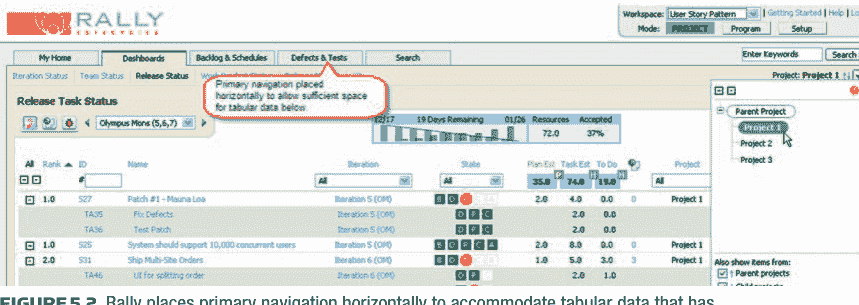 RALLY
Workspace: User Story Pattern | Getting Started | Help |
Mode: PROJECT Program Setup
My Home Dashboards Backlog & Schedules Defects & Tests Search
Enter Keywords Search
Iteration Status Team Status Release Status
Project: Project 1
Primary navigation placed
horizontally to allow sufficient space
for tabular data below
Release Task Status
Olympus Mons (5,6,7)
12/17 19 Days Remaining 01/26 Resources Accepted
72.0 37%
Parent Project
Project 1
Project 2
Project 3
All Rank ID Name Iteration State Plan Est Task Est To Do Project
# All All 35.0 74.0 19.0 All
1.0 S27 Patch #1 - Mauna Loa Iteration 5 (OM) 2.0 4.0 0.0 0 Project 1
TA35 Fix Defects Iteration 5 (OM) D P C 2.0 0.0
TA36 Test Patch Iteration 5 (OM) D P C 2.0 0.0
1.0 S25 System should support 10,000 concurrent users Iteration 5 (OM) B D P C A 2.0 8.0 0.0 0 Project 1
2.0 S31 Ship Multi-Site Orders Iteration 6 (OM) 1.0 5.0 3.0 3 Project 1
TA46 UI for splitting order Iteration 6 (OM) D P 2.0 1.0
Also show items from:
Parent projects
Child projects
FIGURE 5.2 Rally places primary navigation horizontally to accommodate tabular data that has